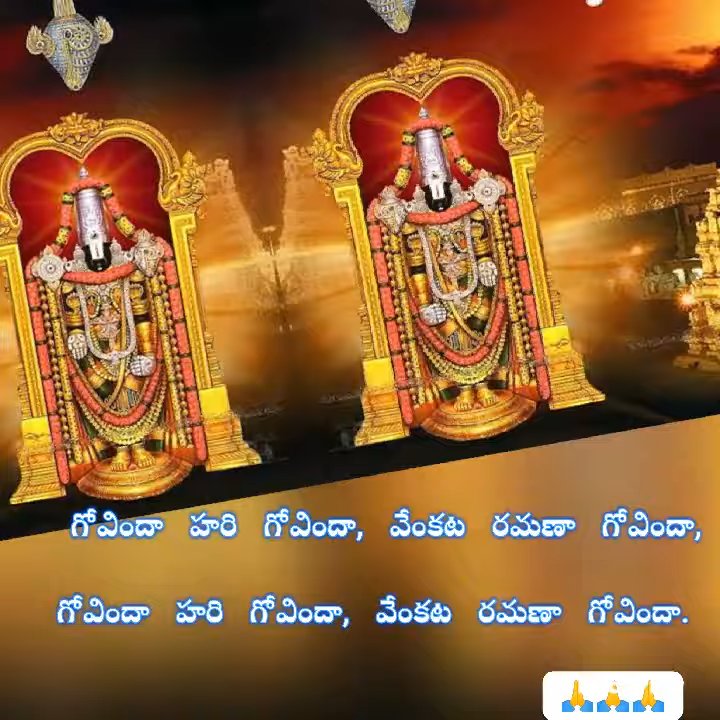 గోవిందా హరి గోవిందా, వేంకట రమణా గోవిందా,
గోవిందా హరి గోవిందా, వేంకట రమణా గోవిందా.
🙏🙏🙏